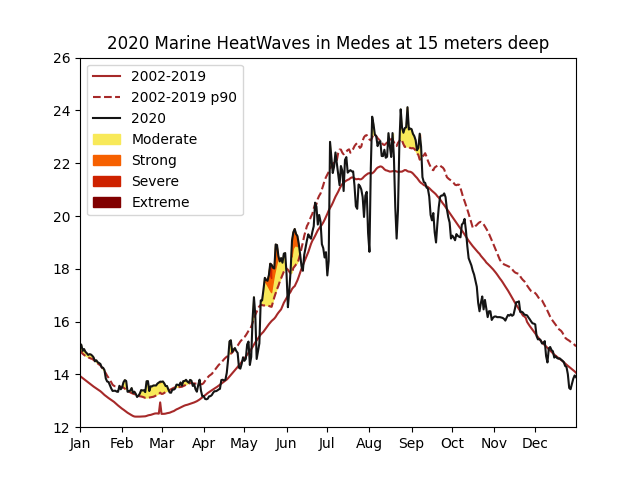 2020 Marine HeatWaves in Medes at 15 meters deep
26
24
22
20
18
16
14
12
2002-2019
2002-2019 p90
2020
Moderate
Strong
Severe
Extreme
Jan Feb Mar Apr May Jun Jul Aug Sep Oct Nov Dec